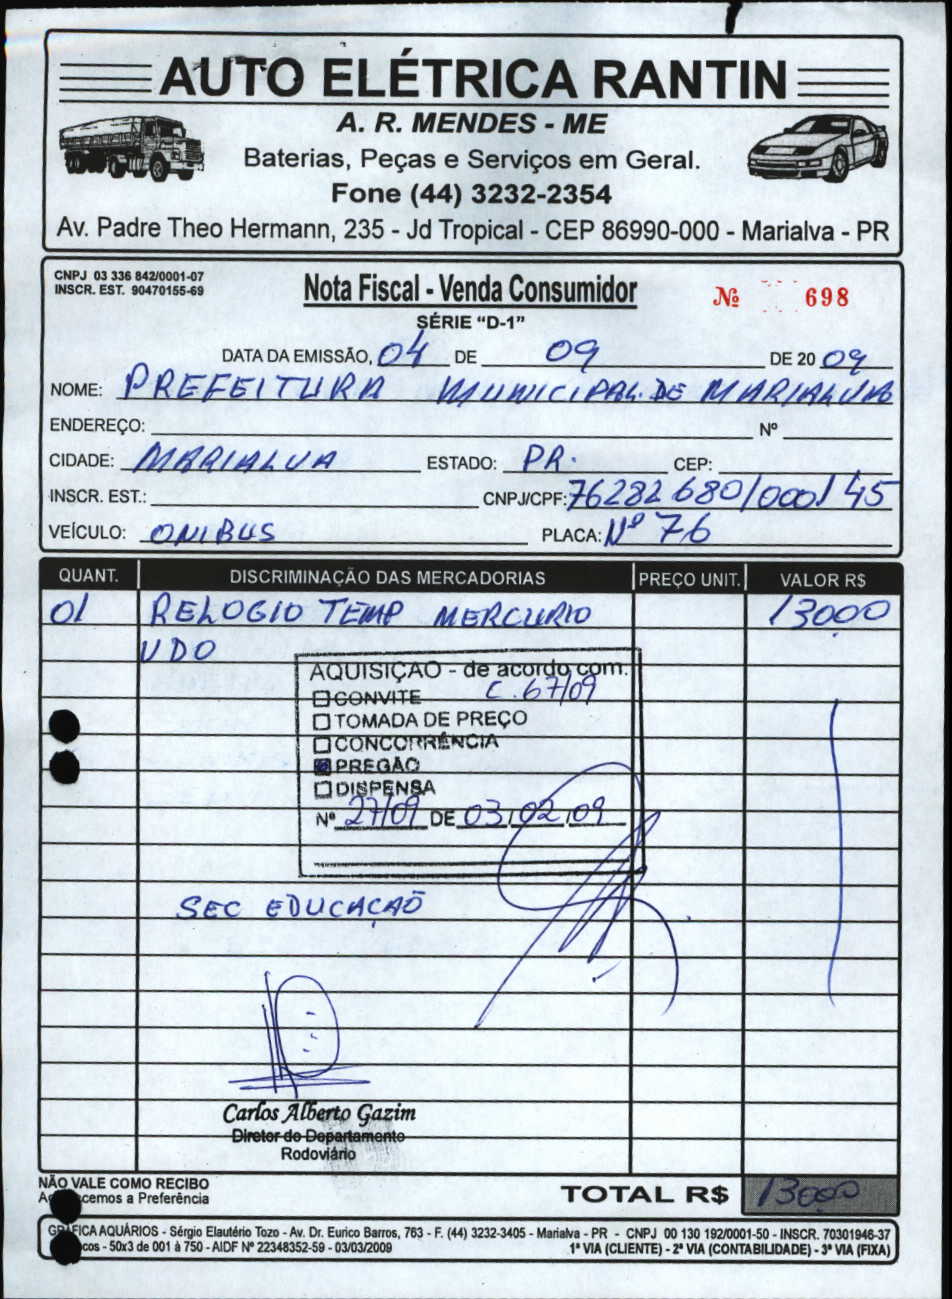 AUTO ELÉTRICA RANTIN
A. R. MENDES - ME
Baterias, Peças e Serviços em Geral.
Fone (44) 3232-2354
Av. Padre Theo Hermann, 235 - Jd Tropical - CEP 86990-000 - Marialva - PR
CNPJ 03 336 842/0001-07
INSCR. EST. 90470155-69
Nota Fiscal - Venda Consumidor
Nº 698
SÉRIE "D-1"
DATA DA EMISSÃO, 04 DE 09 DE 2009
NOME: PREFEITURA MUNICIPAL DE MARIALVA
ENDEREÇO: Nº
CIDADE: MARIALVA ESTADO: PR. CEP:
INSCR. EST.: CNPJ/CPF: 76282680/0001 45
VEÍCULO: ONIBUS PLACA: Nº 76
QUANT. DISCRIMINAÇÃO DAS MERCADORIAS PREÇO UNIT. VALOR R$
01 RELOGIO TEMP MERCURIO 130,00
VDO
AQUISIÇÃO - de acordo com.
CONVITE C. 67/09
TOMADA DE PREÇO
CONCORRÊNCIA
PREGÃO
DISPENSA
Nº 27/09 DE 03/02/09
SEC EDUCAÇAÕ
Carlos Alberto Gazim
Diretor do Departamento
Rodoviário
NÃO VALE COMO RECIBO
cemos a Preferência
TOTAL R$ 130,00
GRÁFICA AQUÁRIOS - Sérgio Elautério Tozo - Av. Dr. Eurico Barros, 763 - F. (44) 3232-3405 - Marialva - PR - CNPJ 00 130 192/0001-50 - INSCR. 70301946-37
cos - 50x3 de 001 à 750 - AIDF Nº 22348352-59 - 03/03/2009
1ª VIA (CLIENTE) - 2ª VIA (CONTABILIDADE) - 3ª VIA (FIXA)